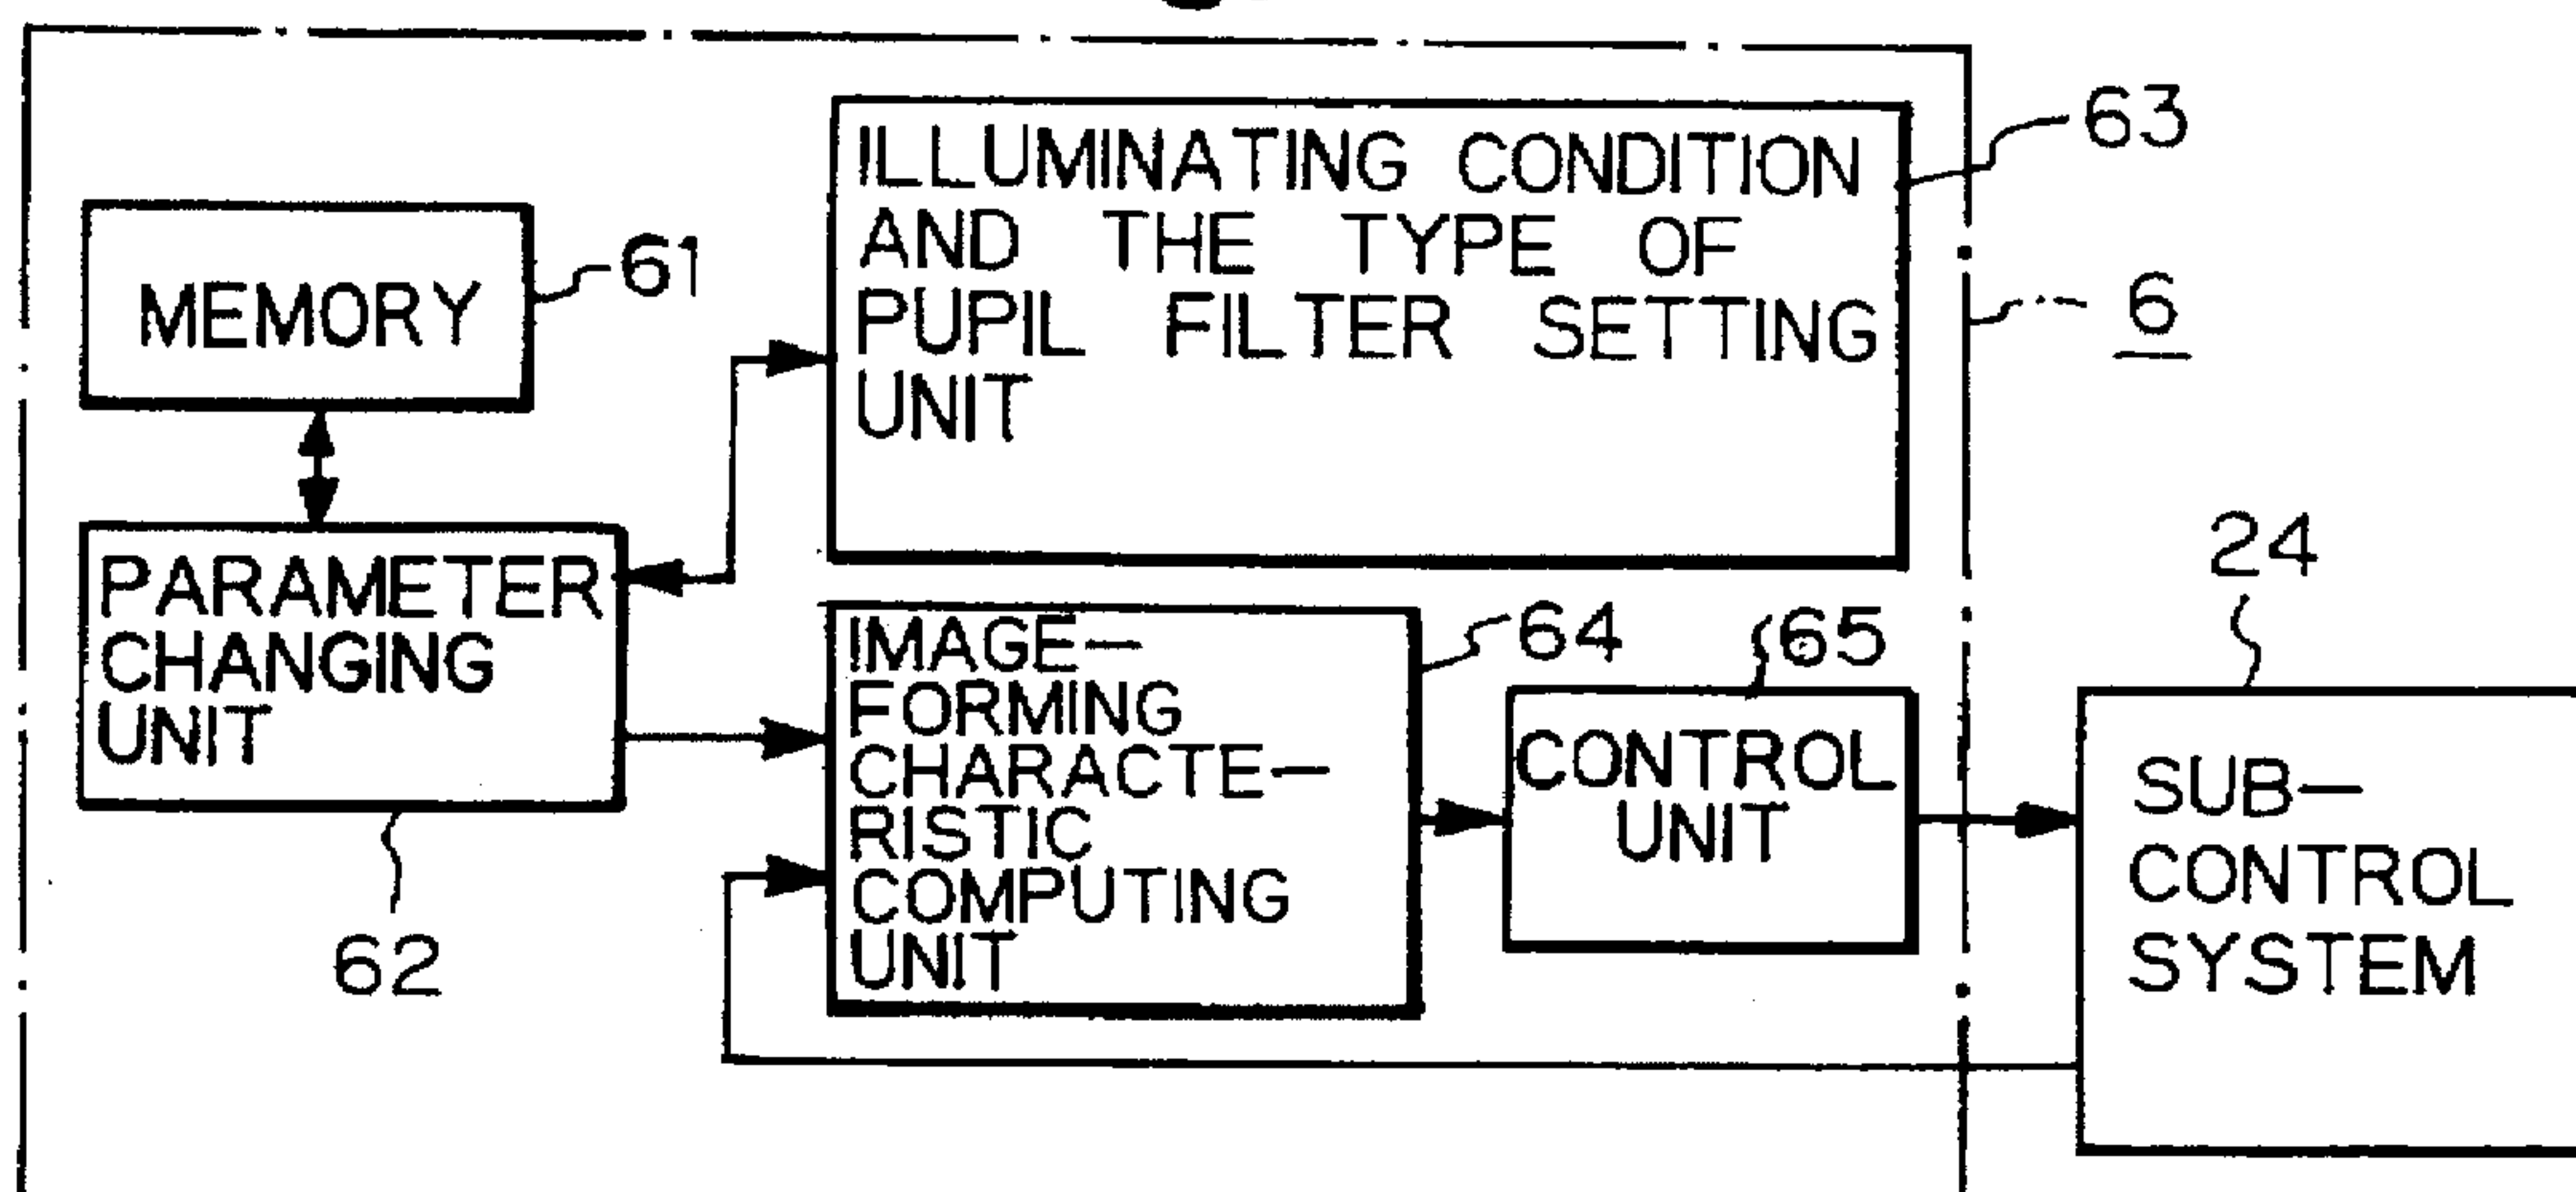 ILLUMINATING CONDITION
AND THE TYPE OF
PUPIL FILTER SETTING
UNIT
63
MEMORY
61
6
PARAMETER
CHANGING
UNIT
62
IMAGE—
FORMING
CHARACTE—
RISTIC
COMPUTING
UNIT
64
CONTROL
UNIT
65
24
SUB—
CONTROL
SYSTEM